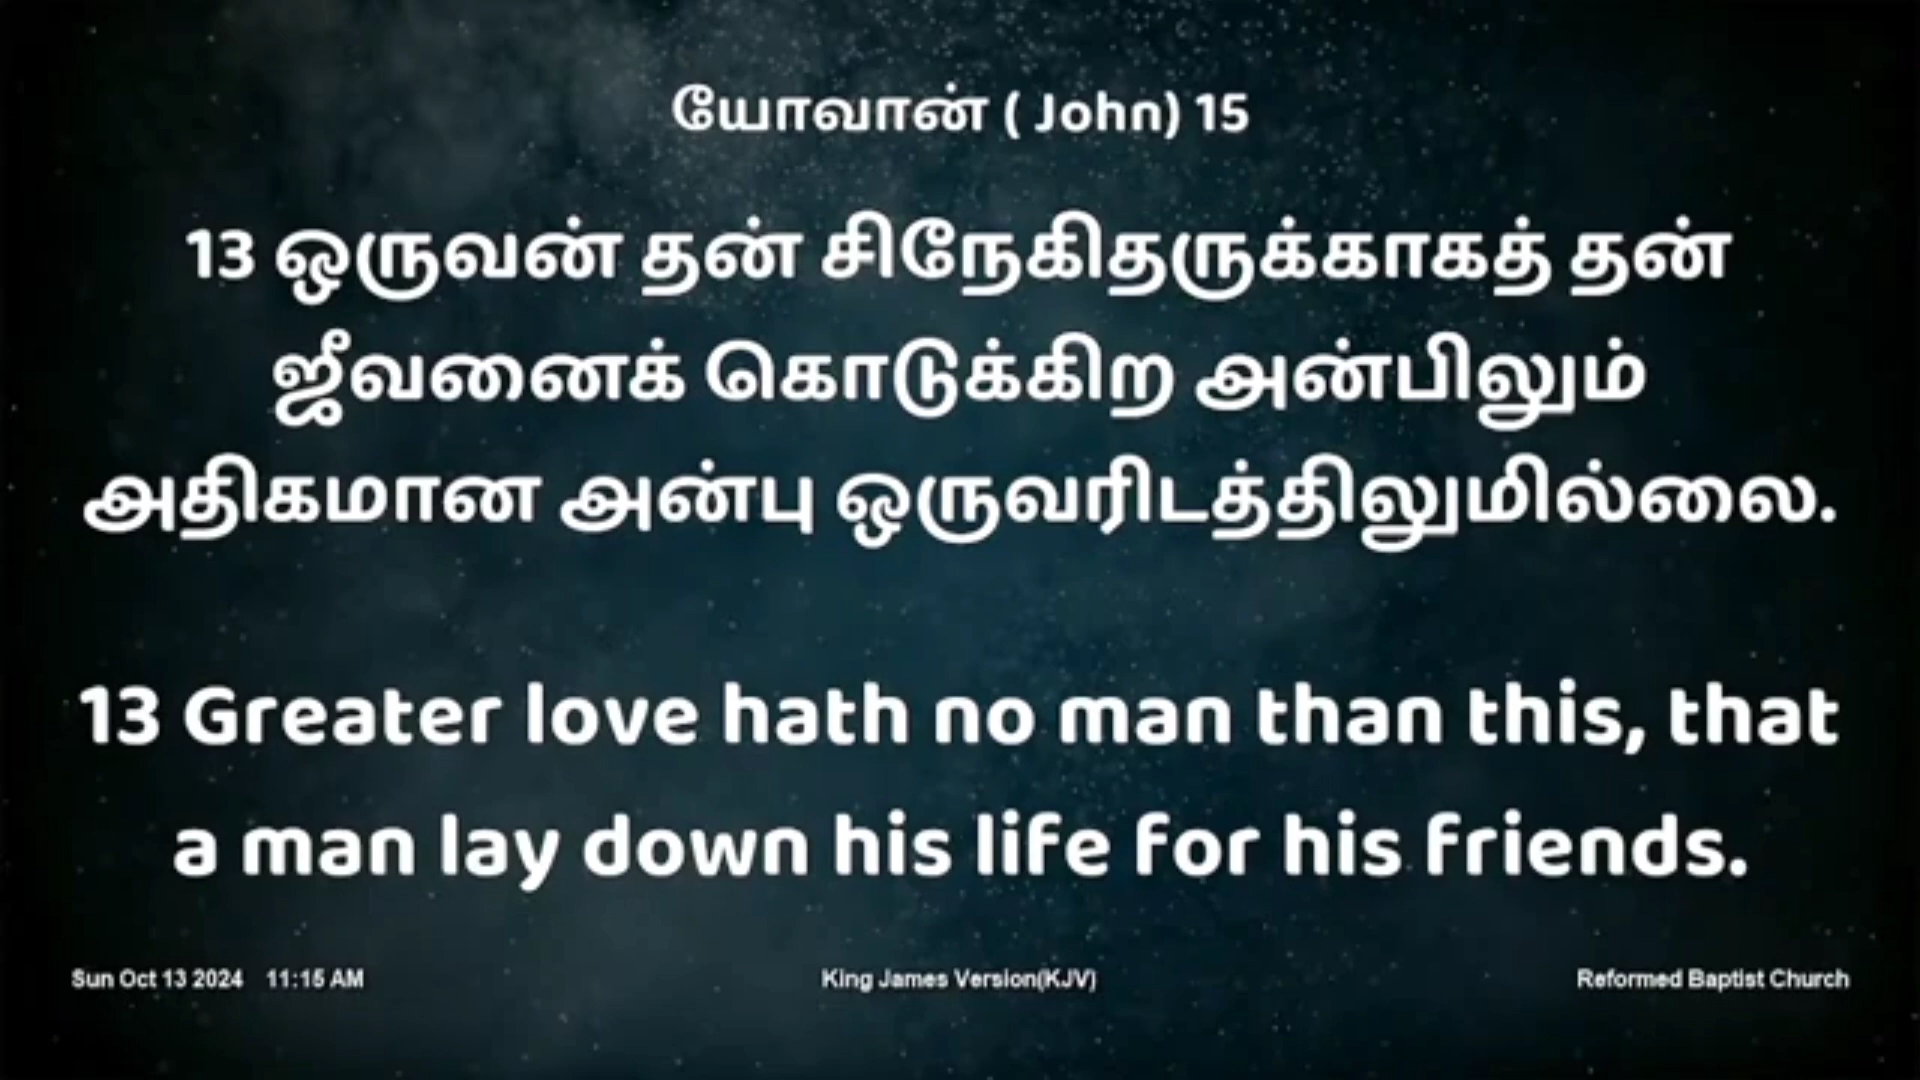 யோவான் ( John) 15
13 ஒருவன் தன் சிநேகிதருக்காகத் தன்
ஜீவனைக் கொடுக்கிற அன்பிலும்
அதிகமான அன்பு ஒருவரிடத்திலுமில்லை.
13 Greater love hath no man than this, that
a man lay down his life for his friends.
Sun Oct 13 2024 11:15 AM King James Version(KJV) Reformed Baptist Church